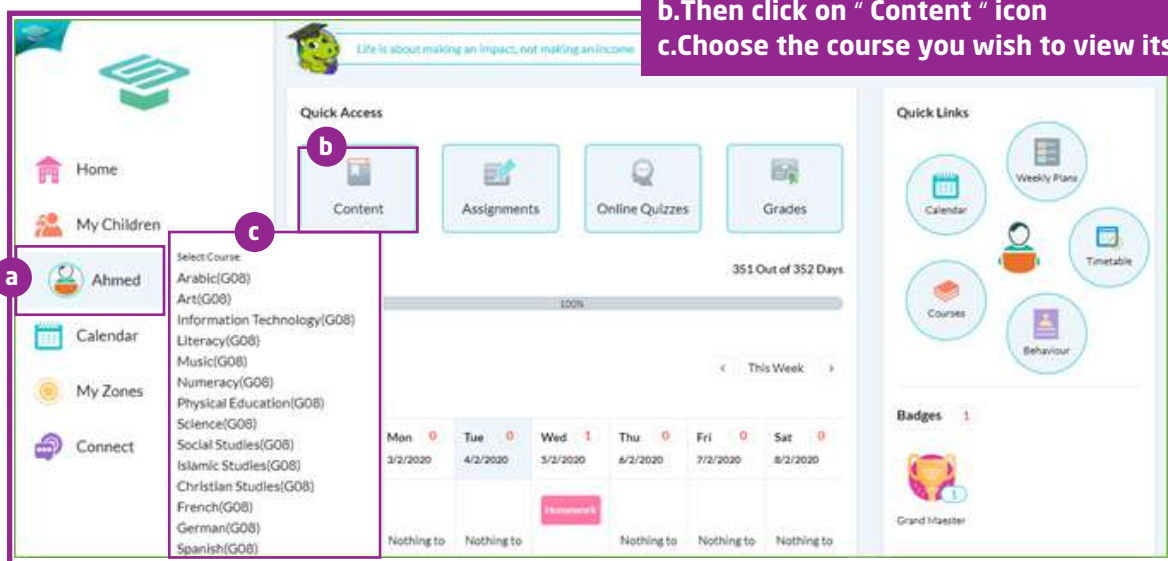 b.Then click on “ Content “ icon
c.Choose the course you wish to view its
Life is about making an impact, not making an income
Quick Access
b
Content
Assignments
Online Quizzes
Grades
Home
My Children
a
Ahmed
Calendar
My Zones
Connect
c
Select Course:
Arabic(G08)
Art(G08)
Information Technology(G08)
Literacy(G08)
Music(G08)
Numeracy(G08)
Physical Education(G08)
Science(G08)
Social Studies(G08)
Islamic Studies(G08)
Christian Studies(G08)
French(G08)
German(G08)
Spanish(G08)
351 Out of 352 Days
100%
< This Week >
Mon 0 Tue 0 Wed 1 Thu 0 Fri 0 Sat 0
3/2/2020 4/2/2020 5/2/2020 6/2/2020 7/2/2020 8/2/2020
Homework
Nothing to Nothing to Nothing to Nothing to Nothing to
Quick Links
Weekly Plans
Calendar
Timetable
Courses
Behaviour
Badges 1
1
Grand Maester